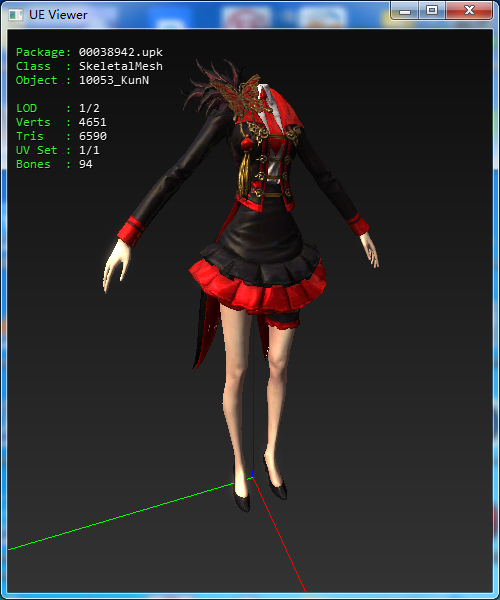 UE Viewer
Package: 00038942.upk
Class : SkeletalMesh
Object : 10053_KunN
LOD : 1/2
Verts : 4651
Tris : 6590
UV Set : 1/1
Bones : 94